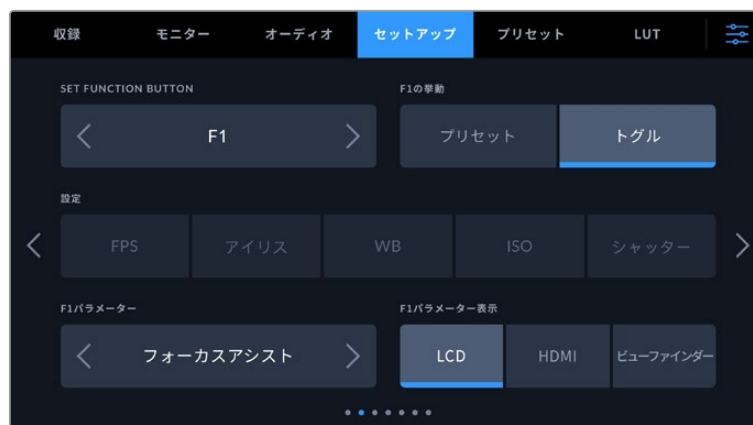 収録 モニター オーディオ セットアップ プリセット LUT
SET FUNCTION BUTTON F1の挙動
F1 プリセット トグル
設定
FPS アイリス WB ISO シャッター
F1パラメーター F1パラメーター表示
フォーカスアシスト LCD HDMI ビューファインダー